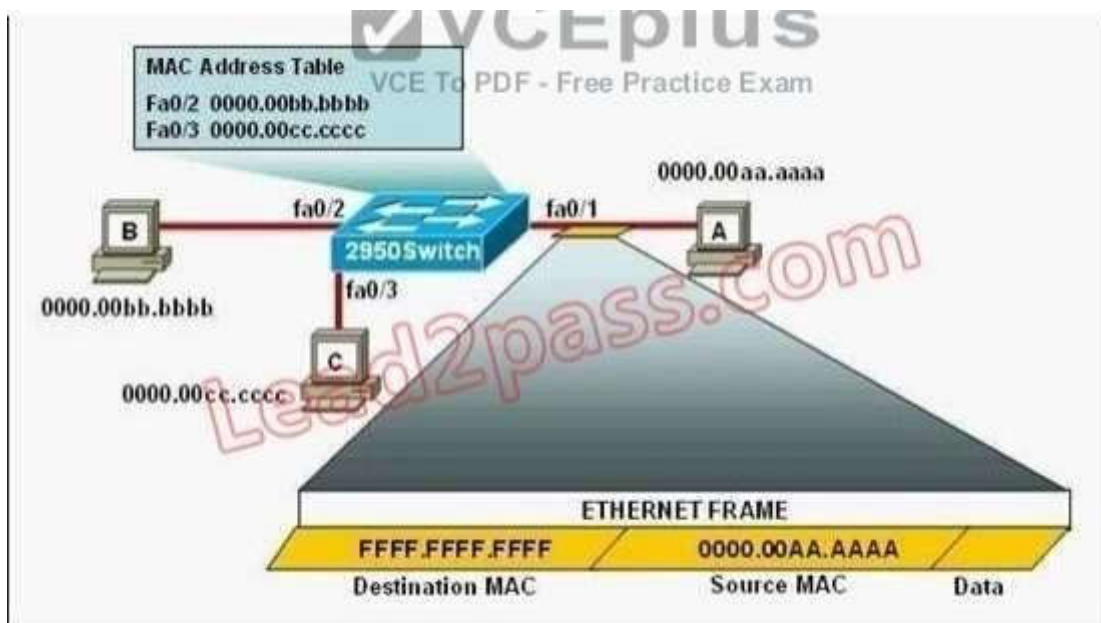 VCEplus
VCE To PDF - Free Practice Exam
MAC Address Table
Fa0/2 0000.00bb.bbbb
Fa0/3 0000.00cc.cccc
0000.00aa.aaaa
fa0/2
fa0/1
B
A
2950Switch
0000.00bb.bbbb
fa0/3
C
0000.00cc.cccc
Lead2pass.com
ETHERNET FRAME
FFFF.FFFF.FFFF 0000.00AA.AAAA
Destination MAC Source MAC Data